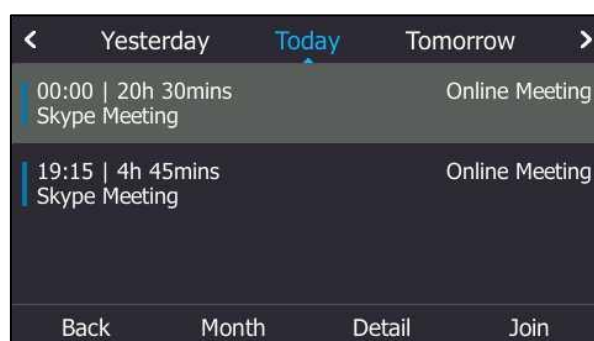 < Yesterday Today Tomorrow >
00:00 | 20h 30mins Online Meeting
Skype Meeting
19:15 | 4h 45mins Online Meeting
Skype Meeting
Back Month Detail Join